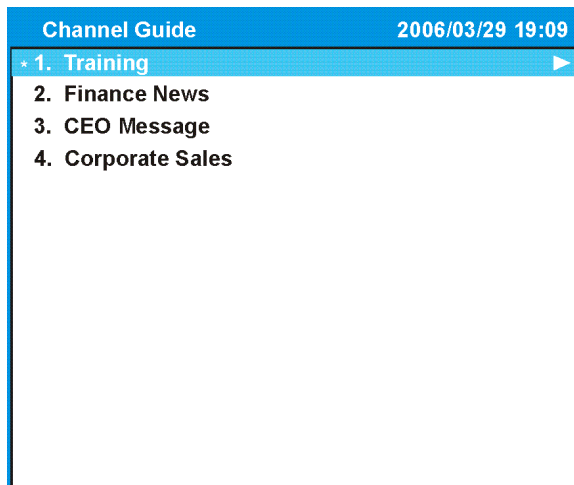 Channel Guide 2006/03/29 19:09
* 1. Training
2. Finance News
3. CEO Message
4. Corporate Sales